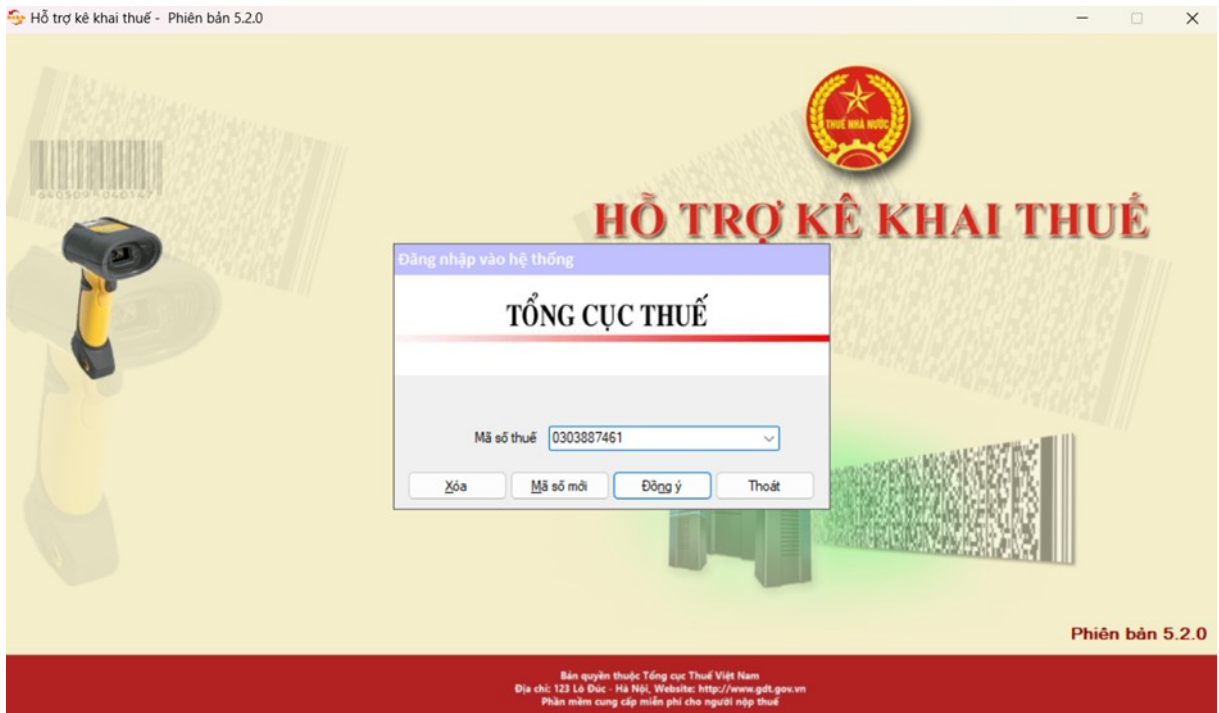 Hỗ trợ kê khai thuế - Phiên bản 5.2.0
THUẾ NHÀ NƯỚC
640509 040147
HỖ TRỢ KÊ KHAI THUẾ
Đăng nhập vào hệ thống
TỔNG CỤC THUẾ
Mã số thuế 0303887461
Xóa Mã số mới Đồng ý Thoát
Phiên bản 5.2.0
Bản quyền thuộc Tổng cục Thuế Việt Nam
Địa chỉ: 123 Lò Đúc - Hà Nội, Website: http://www.gdt.gov.vn
Phần mềm cung cấp miễn phí cho người nộp thuế